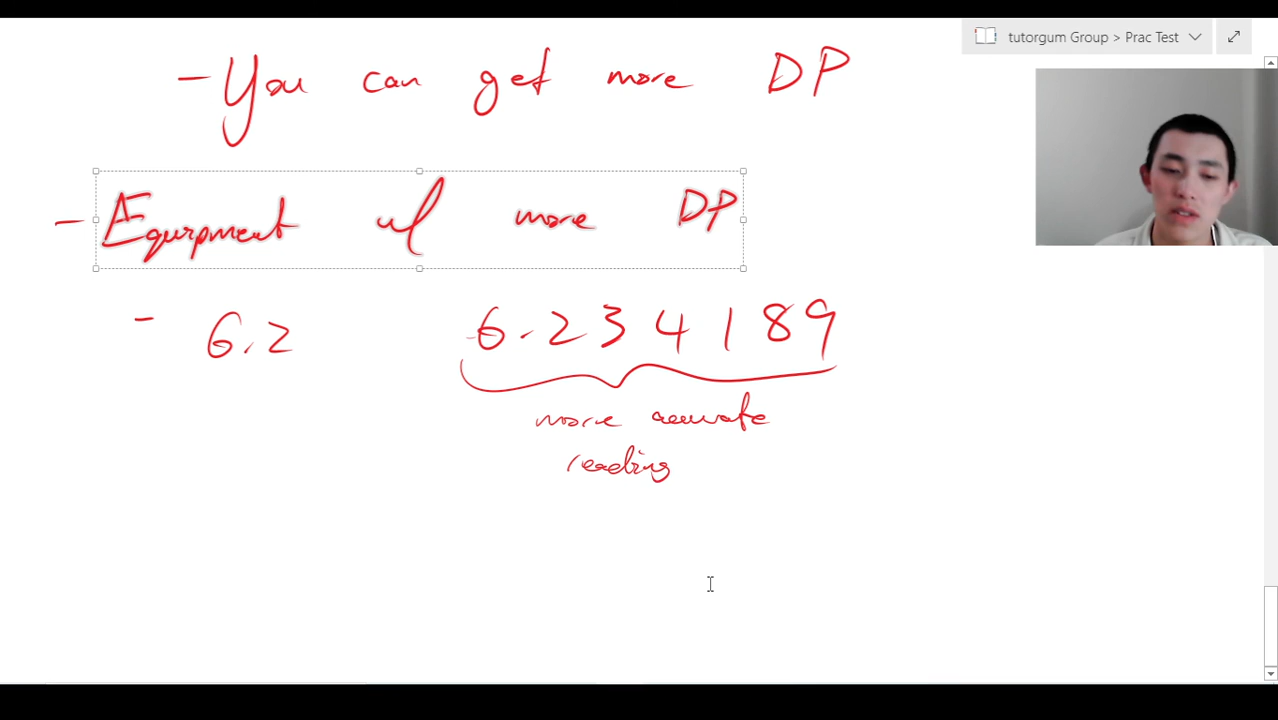 tutorgum Group > Prac Test
- You can get more DP
- Equipment w/ more DP
- 6.2 6.234189
more accurate
reading